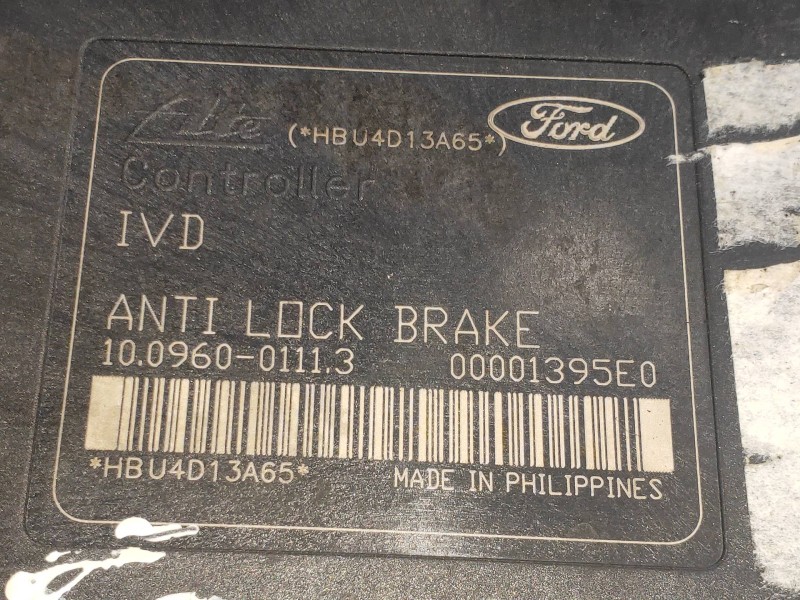 Ate
(*HBU4D13A65*)
Ford
Controller
IVD
ANTI LOCK BRAKE
10.0960-0111.3 00001395E0
*HBU4D13A65* MADE IN PHILIPPINES